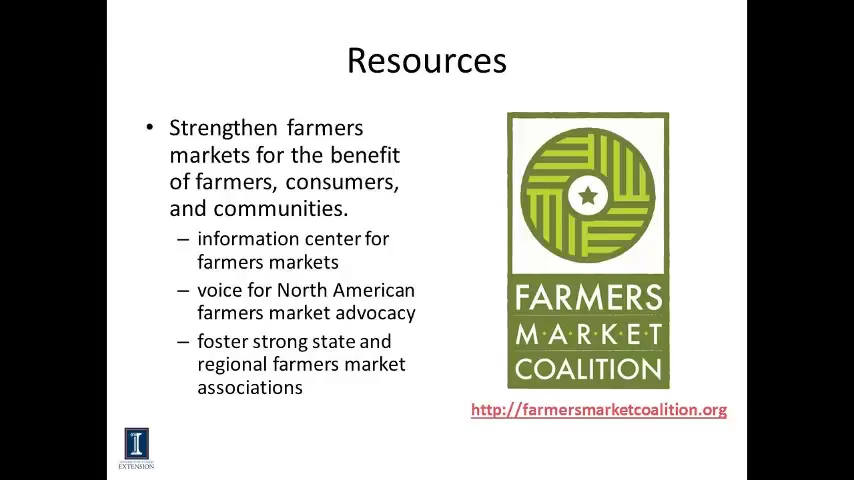 Resources
• Strengthen farmers
markets for the benefit
of farmers, consumers,
and communities.
– information center for
farmers markets
– voice for North American
farmers market advocacy
– foster strong state and
regional farmers market
associations
FARMERS
M·A·R·K·E·T
COALITION
http://farmersmarketcoalition.org
I
EXTENSION